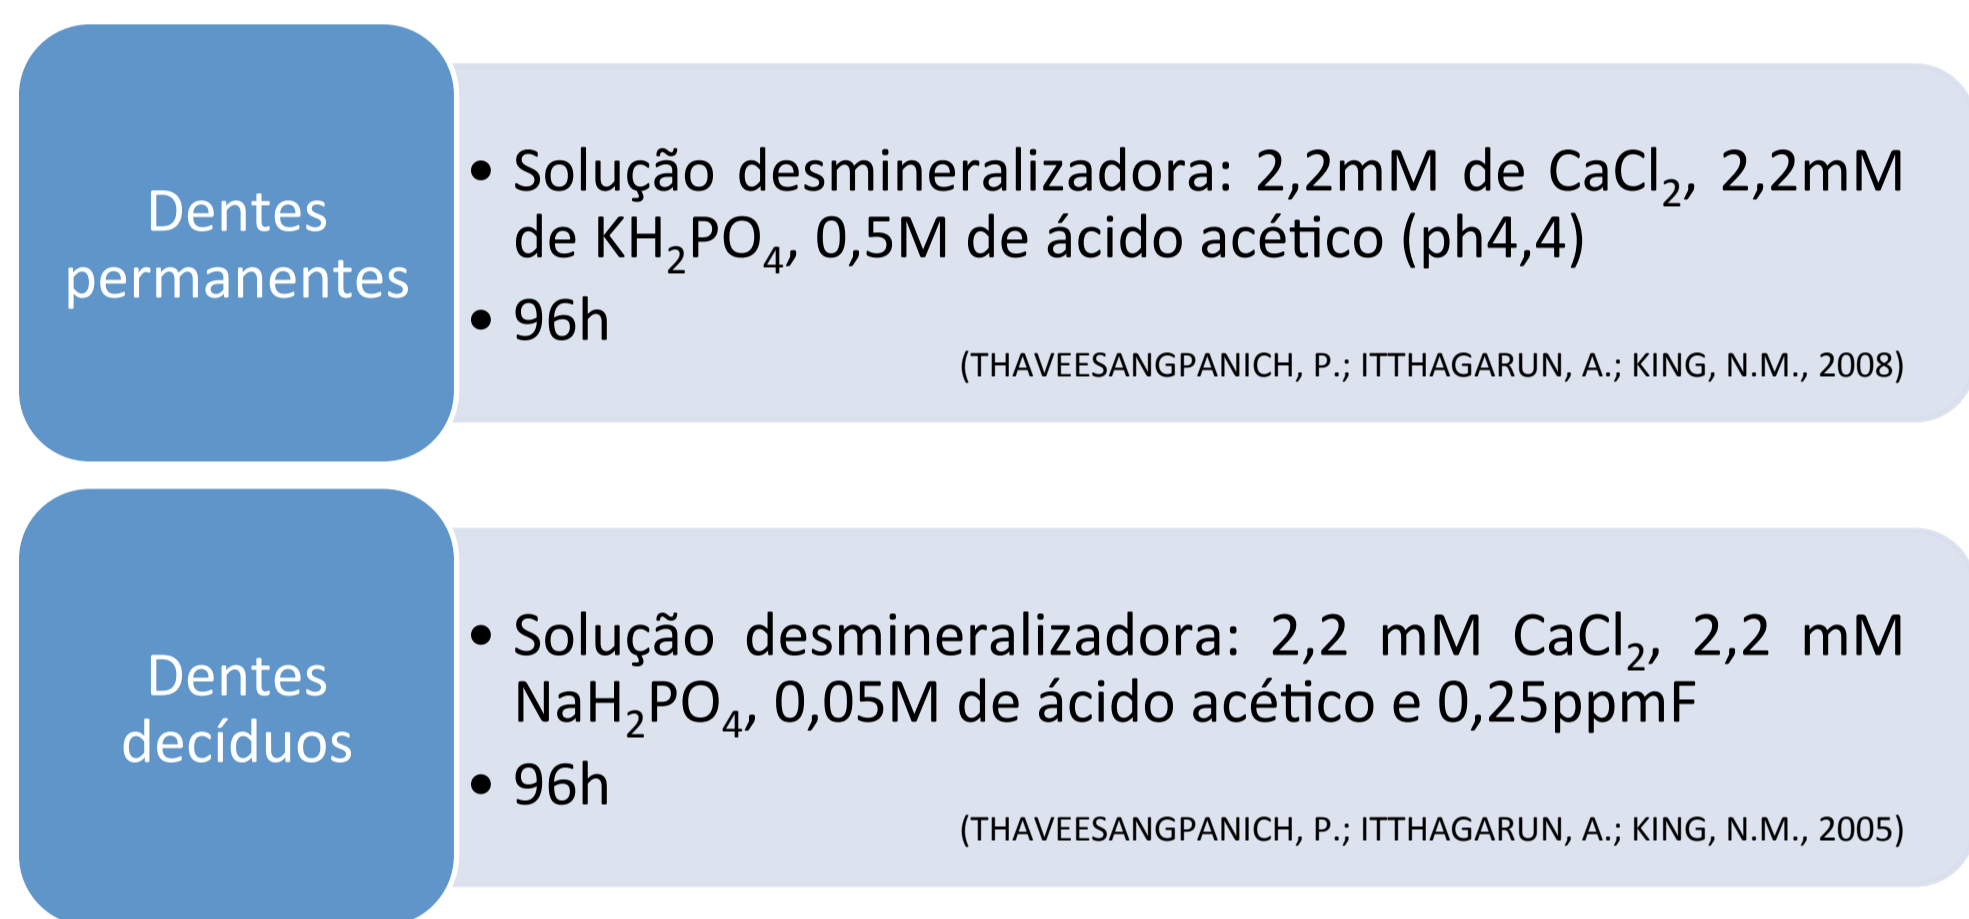 Dentes
permanentes
• Solução desmineralizadora: 2,2mM de CaCl₂, 2,2mM
de KH₂PO₄, 0,5M de ácido acético (ph4,4)
• 96h
(THAVEESANGPANICH, P.; ITTHAGARUN, A.; KING, N.M., 2008)
Dentes
decíduos
• Solução desmineralizadora: 2,2 mM CaCl₂, 2,2 mM
NaH₂PO₄, 0,05M de ácido acético e 0,25ppmF
• 96h
(THAVEESANGPANICH, P.; ITTHAGARUN, A.; KING, N.M., 2005)